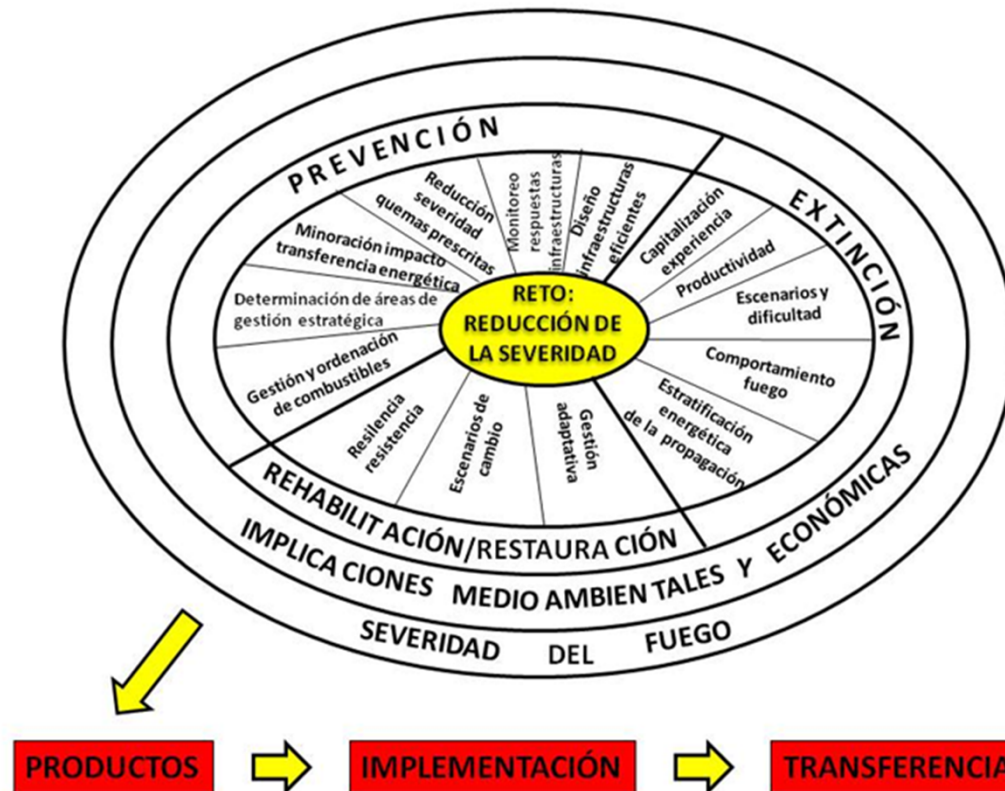 PREVENCIÓN
EXTINCIÓN
REHABILITACIÓN/RESTAURACIÓN
IMPLICACIONES MEDIO AMBIENTALES Y ECONÓMICAS
SEVERIDAD DEL FUEGO
RETO:
REDUCCIÓN DE
LA SEVERIDAD
Gestión y ordenación
de combustibles
Determinación de áreas de
gestión estratégica
Minoración impacto
transferencia energética
Reducción
severidad
quemas prescritas
Monitoreo
respuestas
infraestructuras
Diseño
infraestructuras
eficientes
Capitalización
experiencia
Productividad
Escenarios y
dificultad
Comportamiento
fuego
Estratificación
energética
de la propagación
Gestión
adaptativa
Escenarios de
cambio
Resilencia
resistencia
PRODUCTOS
IMPLEMENTACIÓN
TRANSFERENCIA